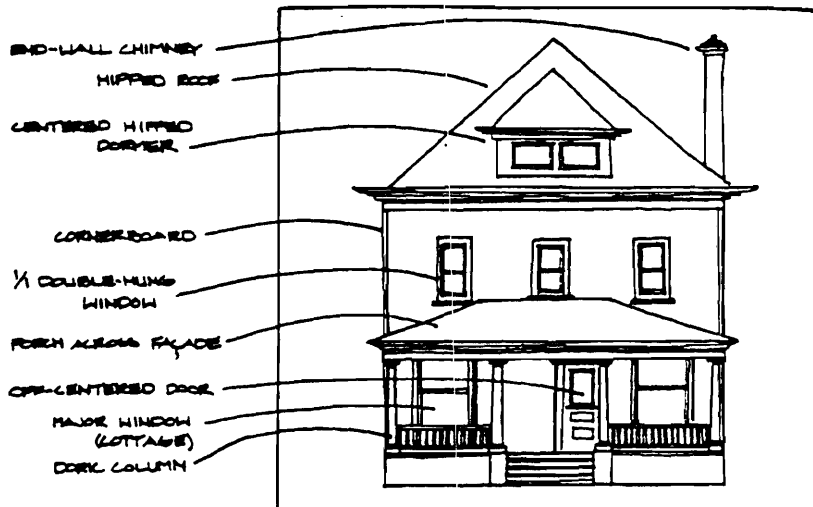 END-WALL CHIMNEY
HIPPED ROOF
CENTERED HIPPED
DORMER
CORNERBOARD
1/1 DOUBLE-HUNG
WINDOW
PORCH ACROSS FAÇADE
OFF-CENTERED DOOR
MAJOR WINDOW
(COTTAGE)
DORIC COLUMN